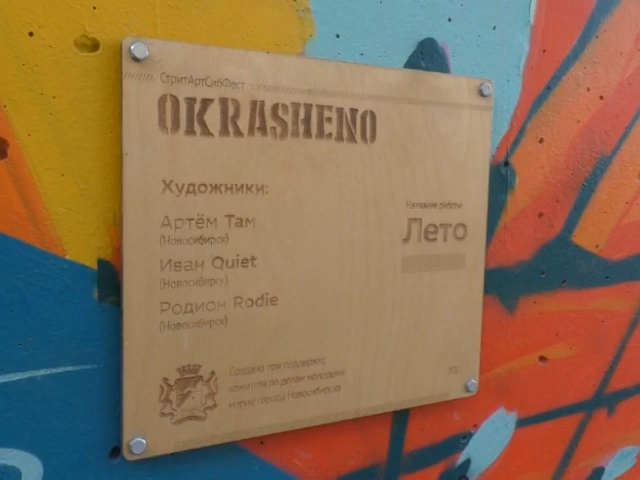 СтритАртСибФест
OKRASHENO
Художники:
Артём Там
(Новосибирск)
Иван Quiet
(Новосибирск)
Родион Rodie
(Новосибирск)
Название работы
Лето
Создано при поддержке
комитета по делам молодежи
мэрии города Новосибирска